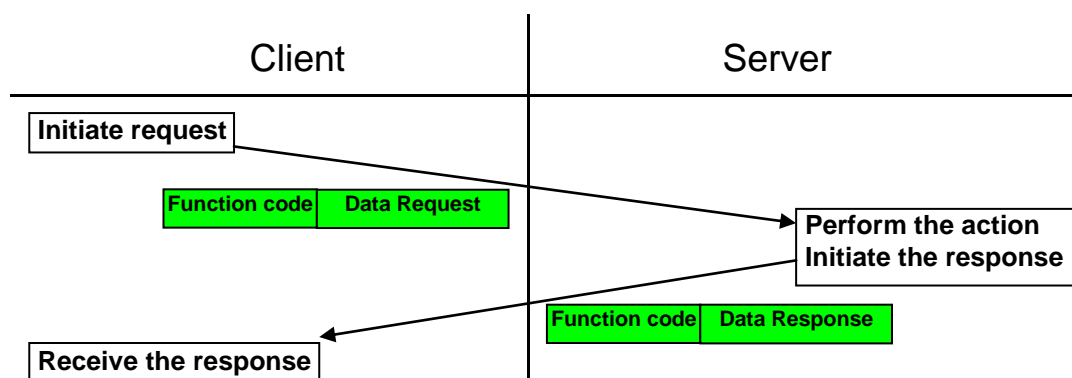 Client
Server
Initiate request
Function code Data Request
Perform the action
Initiate the response
Function code Data Response
Receive the response